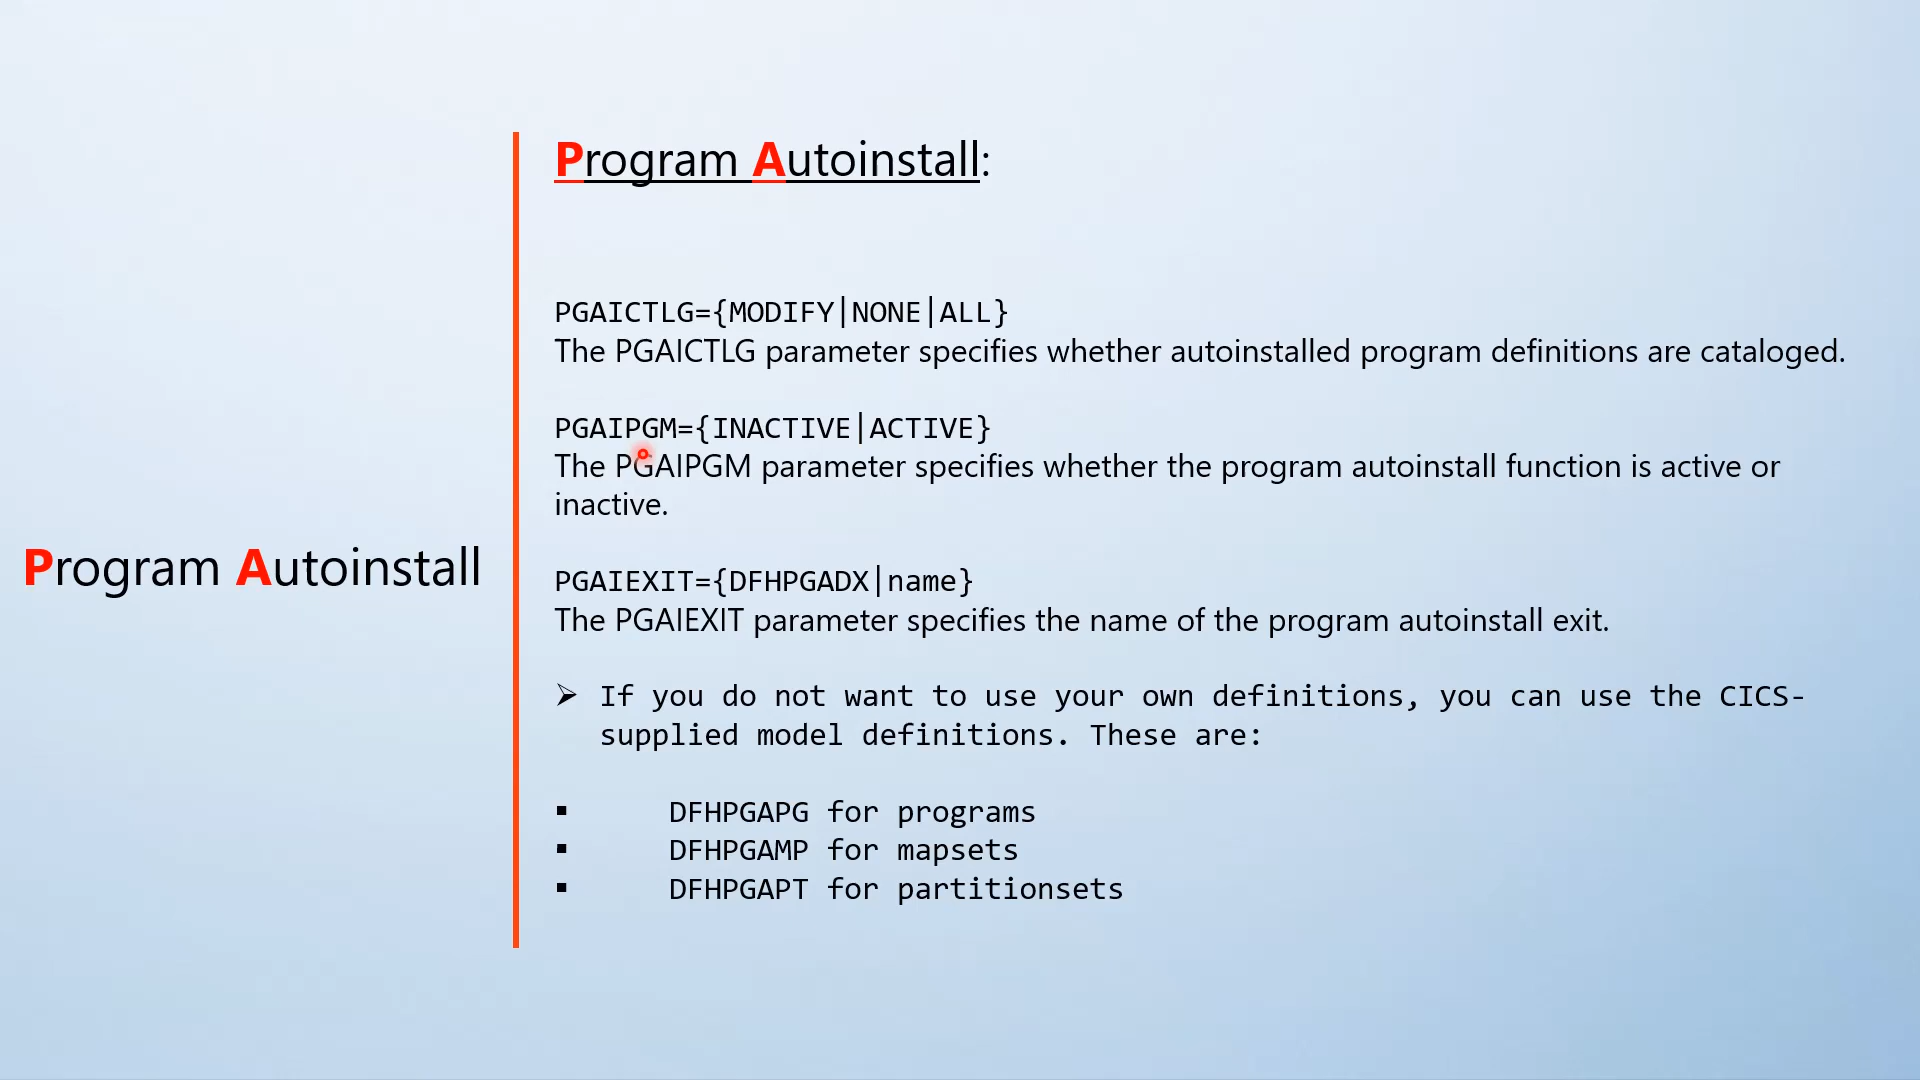 Program Autoinstall
Program Autoinstall:
PGAICTLG={MODIFY|NONE|ALL}
The PGAICTLG parameter specifies whether autoinstalled program definitions are cataloged.
PGAIPGM={INACTIVE|ACTIVE}
The PGAIPGM parameter specifies whether the program autoinstall function is active or
inactive.
PGAIEXIT={DFHPGADX|name}
The PGAIEXIT parameter specifies the name of the program autoinstall exit.
➢ If you do not want to use your own definitions, you can use the CICS-
supplied model definitions. These are:
▪ DFHPGAPG for programs
▪ DFHPGAMP for mapsets
▪ DFHPGAPT for partitionsets